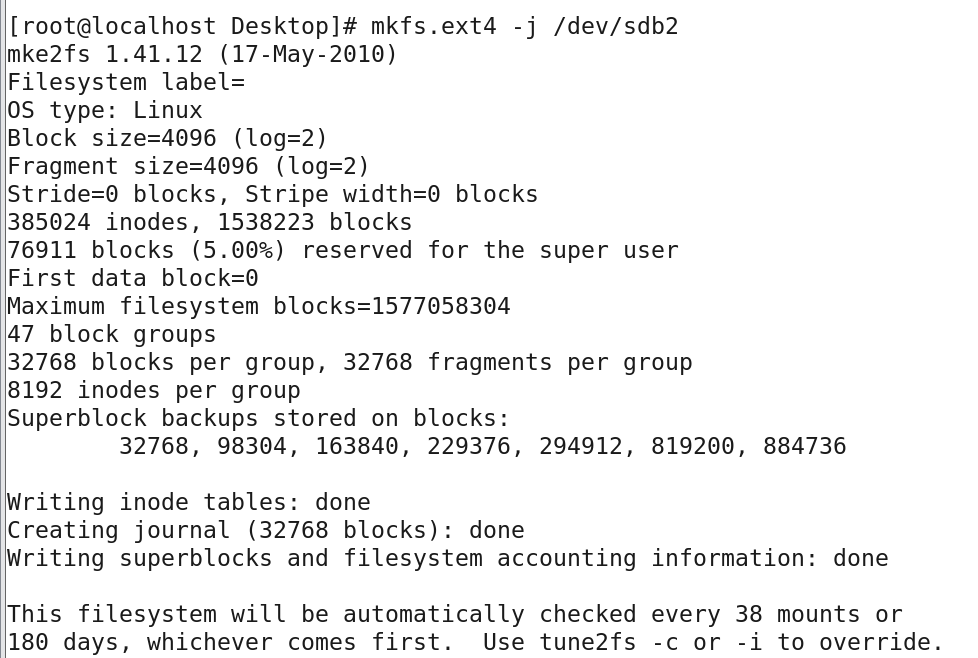 [root@localhost Desktop]# mkfs.ext4 -j /dev/sdb2
mke2fs 1.41.12 (17-May-2010)
Filesystem label=
OS type: Linux
Block size=4096 (log=2)
Fragment size=4096 (log=2)
Stride=0 blocks, Stripe width=0 blocks
385024 inodes, 1538223 blocks
76911 blocks (5.00%) reserved for the super user
First data block=0
Maximum filesystem blocks=1577058304
47 block groups
32768 blocks per group, 32768 fragments per group
8192 inodes per group
Superblock backups stored on blocks:
        32768, 98304, 163840, 229376, 294912, 819200, 884736

Writing inode tables: done
Creating journal (32768 blocks): done
Writing superblocks and filesystem accounting information: done

This filesystem will be automatically checked every 38 mounts or
180 days, whichever comes first.  Use tune2fs -c or -i to override.